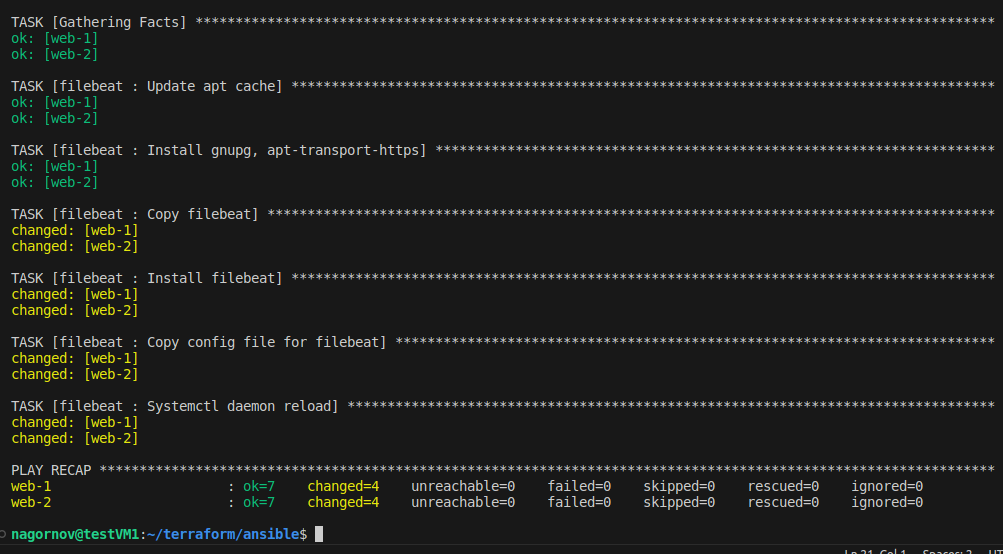 TASK [Gathering Facts] ****************************************************************************************************
ok: [web-1]
ok: [web-2]
TASK [filebeat : Update apt cache] ****************************************************************************************
ok: [web-1]
ok: [web-2]
TASK [filebeat : Install gnupg, apt-transport-https] **********************************************************************
ok: [web-1]
ok: [web-2]
TASK [filebeat : Copy filebeat] *******************************************************************************************
changed: [web-1]
changed: [web-2]
TASK [filebeat : Install filebeat] ****************************************************************************************
changed: [web-1]
changed: [web-2]
TASK [filebeat : Copy config file for filebeat] ***************************************************************************
changed: [web-1]
changed: [web-2]
TASK [filebeat : Systemctl daemon reload] *********************************************************************************
changed: [web-1]
changed: [web-2]
PLAY RECAP ****************************************************************************************************************
web-1                      : ok=7    changed=4    unreachable=0    failed=0    skipped=0    rescued=0    ignored=0
web-2                      : ok=7    changed=4    unreachable=0    failed=0    skipped=0    rescued=0    ignored=0
nagornov@testVM1:~/terraform/ansible$